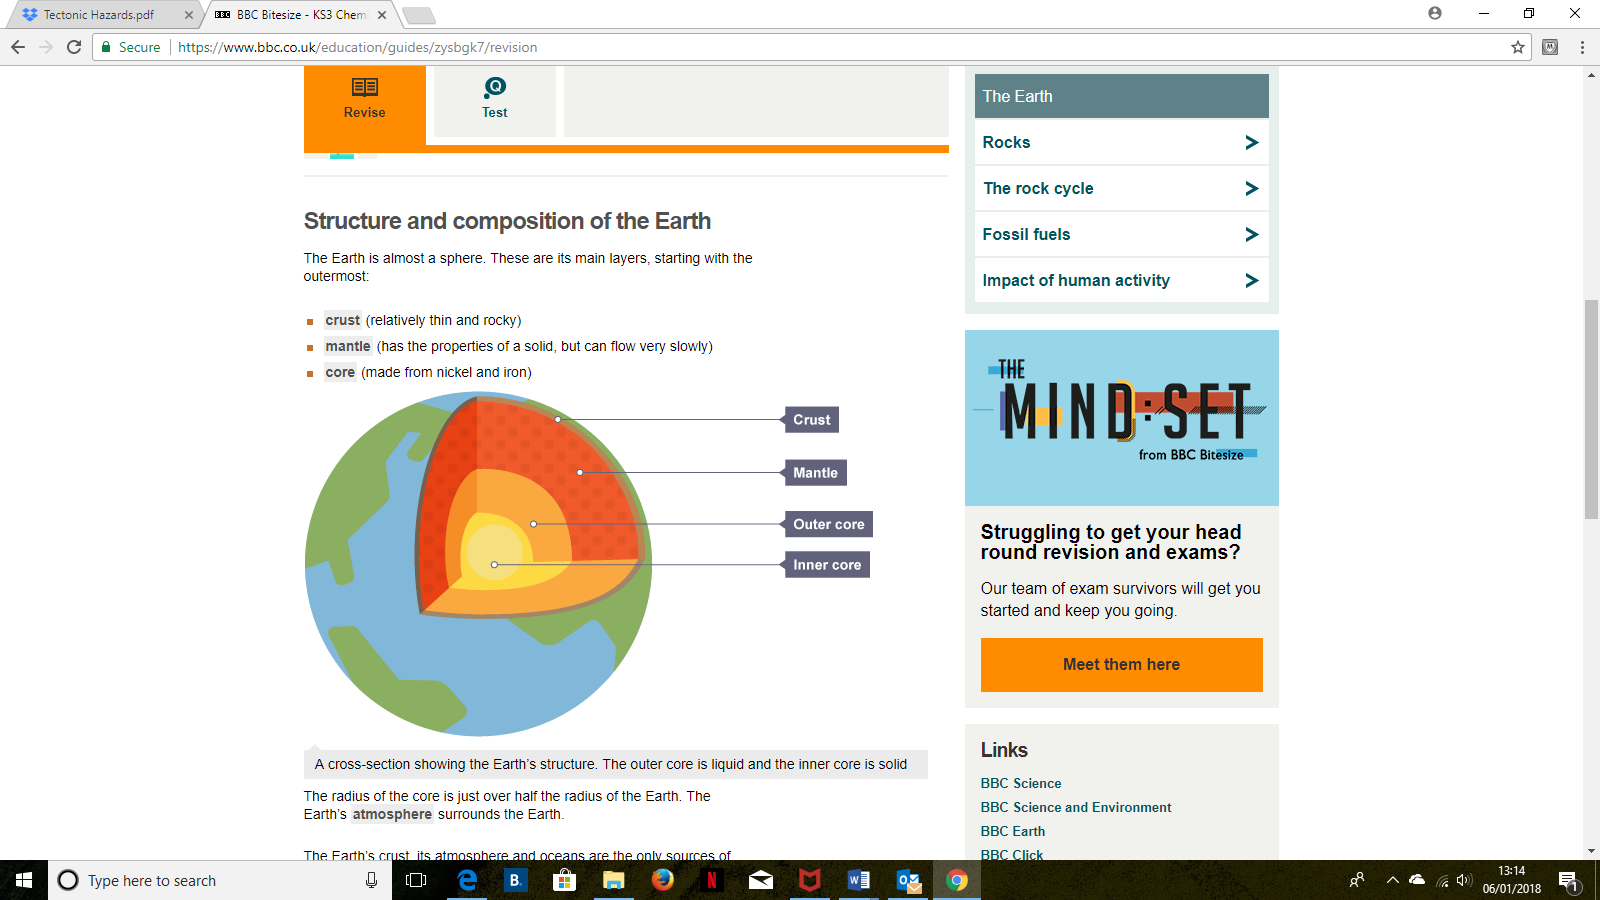 Tectonic Hazards.pdf
BBC BBC Bitesize - KS3 Chemi
Secure
https://www.bbc.co.uk/education/guides/zysbgk7/revision
Revise
Test
Structure and composition of the Earth
The Earth is almost a sphere. These are its main layers, starting with the
outermost:
crust (relatively thin and rocky)
mantle (has the properties of a solid, but can flow very slowly)
core (made from nickel and iron)
Crust
Mantle
Outer core
Inner core
A cross-section showing the Earth's structure. The outer core is liquid and the inner core is solid
The radius of the core is just over half the radius of the Earth. The
Earth's atmosphere surrounds the Earth.
The Earth's crust, its atmosphere and oceans are the only sources of
The Earth
Rocks
The rock cycle
Fossil fuels
Impact of human activity
THE
MIND:SET
from BBC Bitesize
Struggling to get your head
round revision and exams?
Our team of exam survivors will get you
started and keep you going.
Meet them here
Links
BBC Science
BBC Science and Environment
BBC Earth
BBC Click
Type here to search
B.
13:14
06/01/2018
1